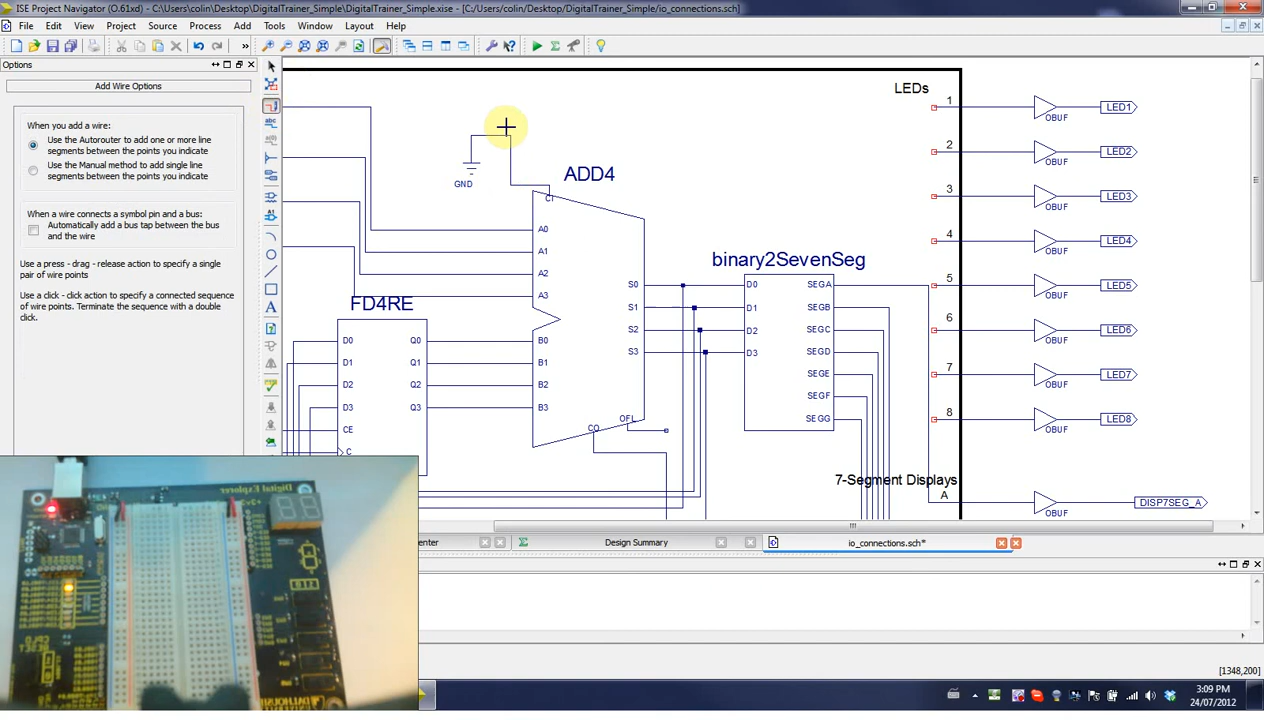 ISE Project Navigator (O.61xd) - C:\Users\colin\Desktop\DigitalTrainer_Simple\DigitalTrainer_Simple.xise - [C:/Users/colin/Desktop/DigitalTrainer_Simple/io_connections.sch]
File Edit View Project Source Process Add Tools Window Layout Help
Options
Add Wire Options
When you add a wire:
Use the Autorouter to add one or more line
segments between the points you indicate
Use the Manual method to add single line
segments between the points you indicate
When a wire connects a symbol pin and a bus:
Automatically add a bus tap between the bus
and the wire
Use a press - drag - release action to specify a single
pair of wire points
Use a click - click action to specify a connected sequence
of wire points. Terminate the sequence with a double
click.
GND
FD4RE
D0 Q0
D1 Q1
D2 Q2
D3 Q3
CE
C
ADD4
CI
A0
A1
A2
A3
B0
B1
B2
B3
S0
S1
S2
S3
OFL
CO
binary2SevenSeg
D0 SEGA
D1 SEGB
D2 SEGC
D3 SEGD
SEGE
SEGF
SEGG
LEDs
1 OBUF LED1
2 OBUF LED2
3 OBUF LED3
4 OBUF LED4
5 OBUF LED5
6 OBUF LED6
7 OBUF LED7
8 OBUF LED8
7-Segment Displays
A OBUF DISP7SEG_A
enter
Design Summary
io_connections.sch*
Digital Explorer
[1348,200]
3:09 PM
24/07/2012